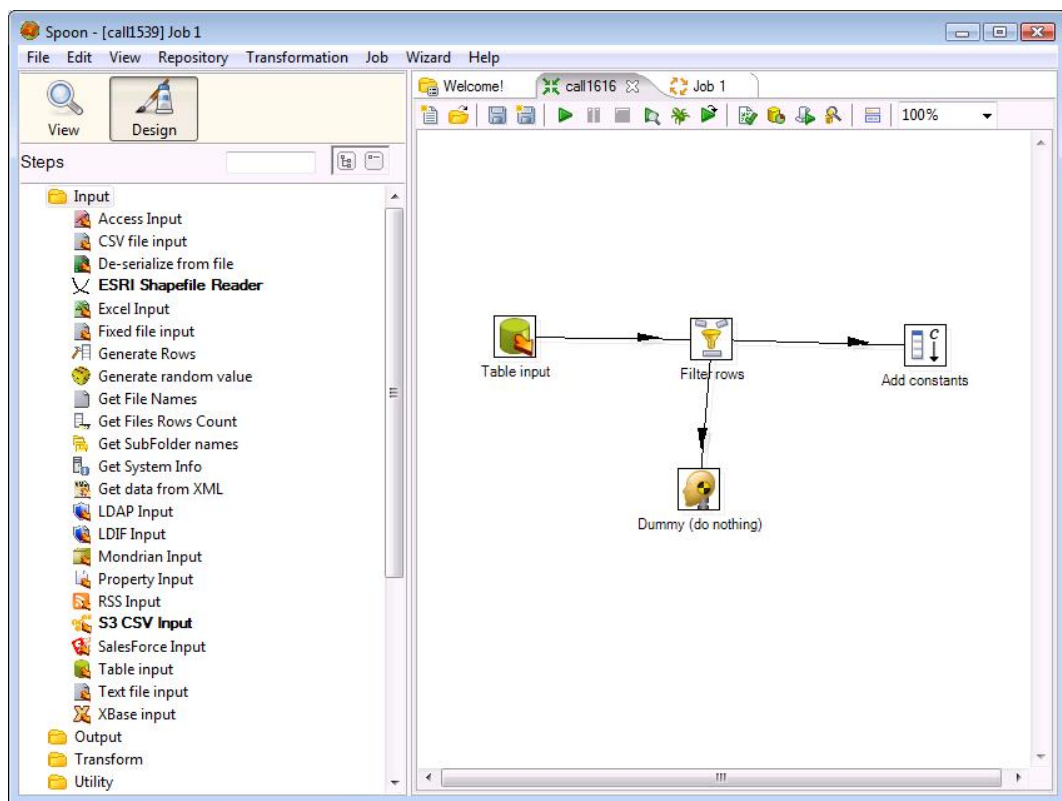 Spoon - [call1539] Job 1
File Edit View Repository Transformation Job Wizard Help
View Design
Steps
Input
Access Input
CSV file input
De-serialize from file
ESRI Shapefile Reader
Excel Input
Fixed file input
Generate Rows
Generate random value
Get File Names
Get Files Rows Count
Get SubFolder names
Get System Info
Get data from XML
LDAP Input
LDIF Input
Mondrian Input
Property Input
RSS Input
S3 CSV Input
SalesForce Input
Table input
Text file input
XBase input
Output
Transform
Utility
Welcome! call1616 Job 1
100%
Table input Filter rows Add constants
Dummy (do nothing)